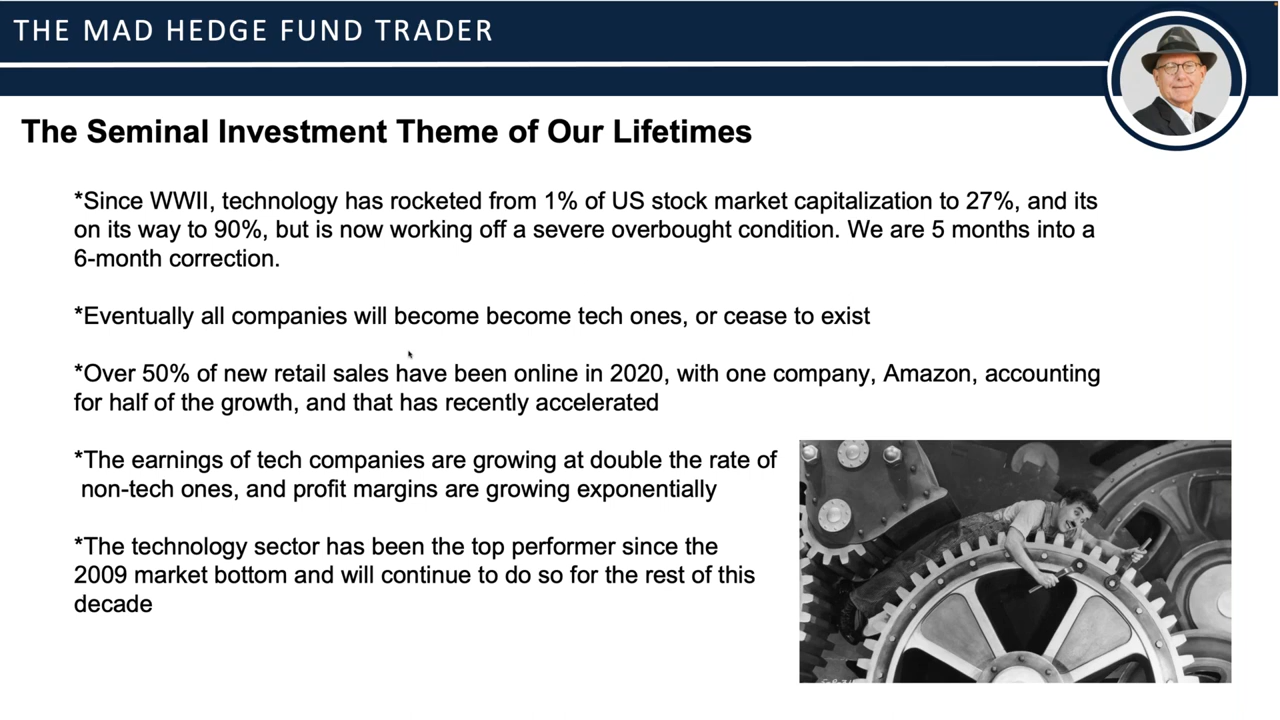 THE MAD HEDGE FUND TRADER
The Seminal Investment Theme of Our Lifetimes
*Since WWII, technology has rocketed from 1% of US stock market capitalization to 27%, and its
on its way to 90%, but is now working off a severe overbought condition. We are 5 months into a
6-month correction.
*Eventually all companies will become become tech ones, or cease to exist
*Over 50% of new retail sales have been online in 2020, with one company, Amazon, accounting
for half of the growth, and that has recently accelerated
*The earnings of tech companies are growing at double the rate of
non-tech ones, and profit margins are growing exponentially
*The technology sector has been the top performer since the
2009 market bottom and will continue to do so for the rest of this
decade